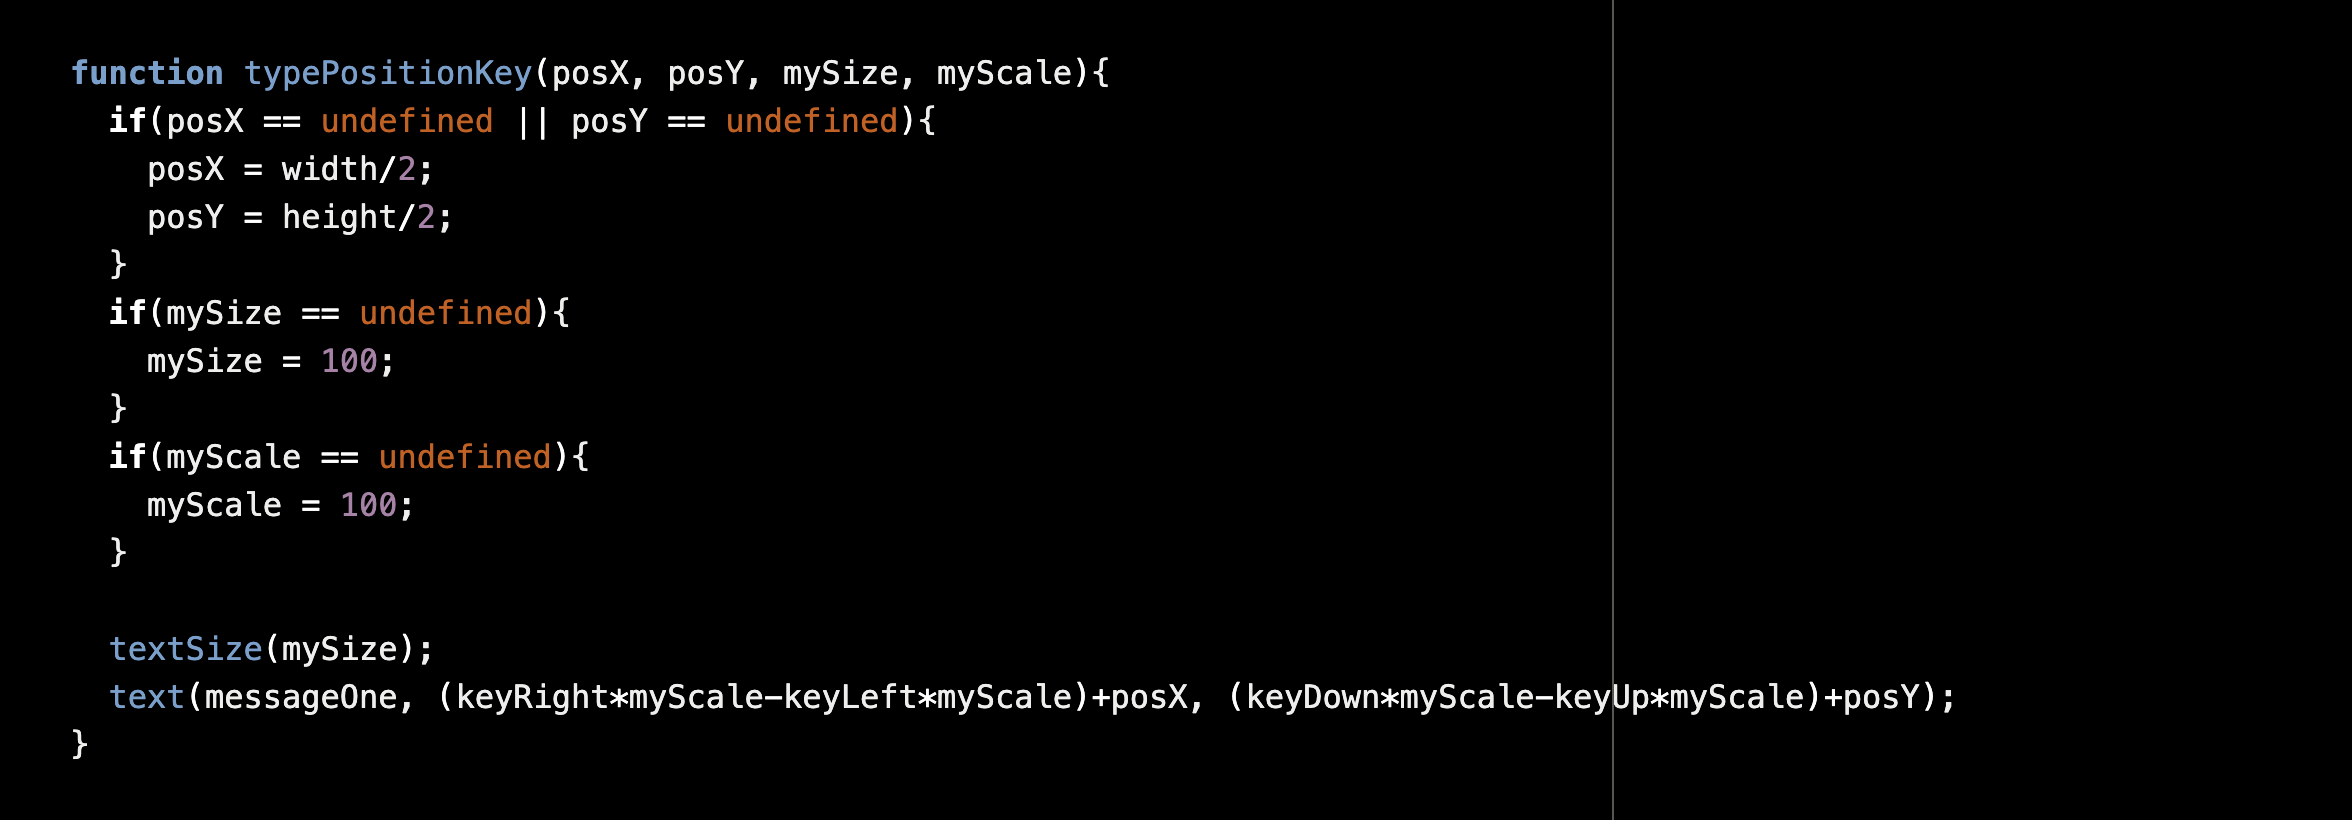 function typePositionKey(posX, posY, mySize, myScale){
  if(posX == undefined || posY == undefined){
    posX = width/2;
    posY = height/2;
  }
  if(mySize == undefined){
    mySize = 100;
  }
  if(myScale == undefined){
    myScale = 100;
  }

  textSize(mySize);
  text(messageOne, (keyRight*myScale-keyLeft*myScale)+posX, (keyDown*myScale-keyUp*myScale)+posY);
}